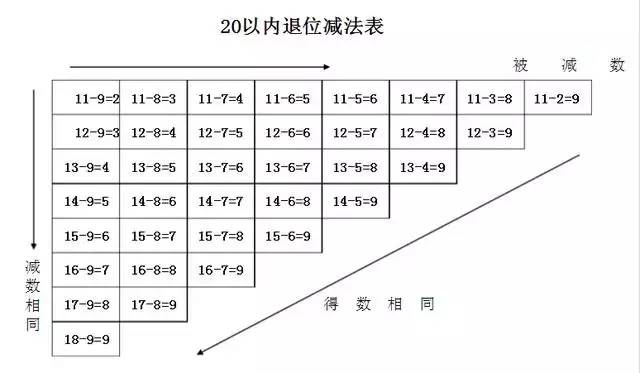 20以内退位减法表
被减数
11-9=2 11-8=3 11-7=4 11-6=5 11-5=6 11-4=7 11-3=8 11-2=9
12-9=3 12-8=4 12-7=5 12-6=6 12-5=7 12-4=8 12-3=9
13-9=4 13-8=5 13-7=6 13-6=7 13-5=8 13-4=9
14-9=5 14-8=6 14-7=7 14-6=8 14-5=9
15-9=6 15-8=7 15-7=8 15-6=9
16-9=7 16-8=8 16-7=9
17-9=8 17-8=9
18-9=9
减数相同
得数相同